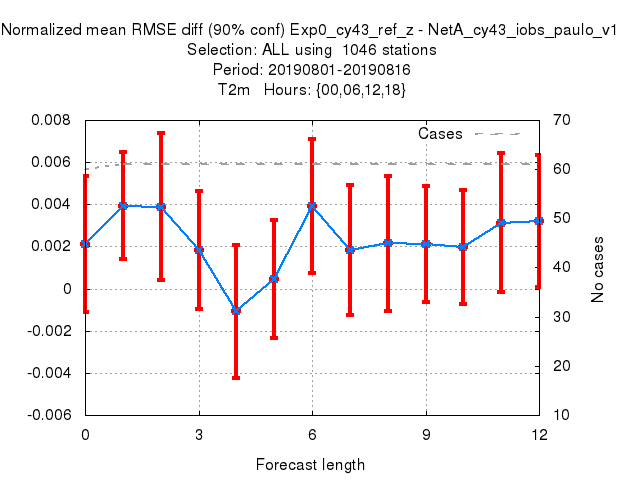 Normalized mean RMSE diff (90% conf) Exp0_cy43_ref_z - NetA_cy43_iobs_paulo_v1
Selection: ALL using  1046 stations
Period: 20190801-20190816
T2m   Hours: {00,06,12,18}
Cases
0.008
0.006
0.004
0.002
0
-0.002
-0.004
-0.006
70
60
50
40
30
20
10
No cases
0
3
6
9
12
Forecast length